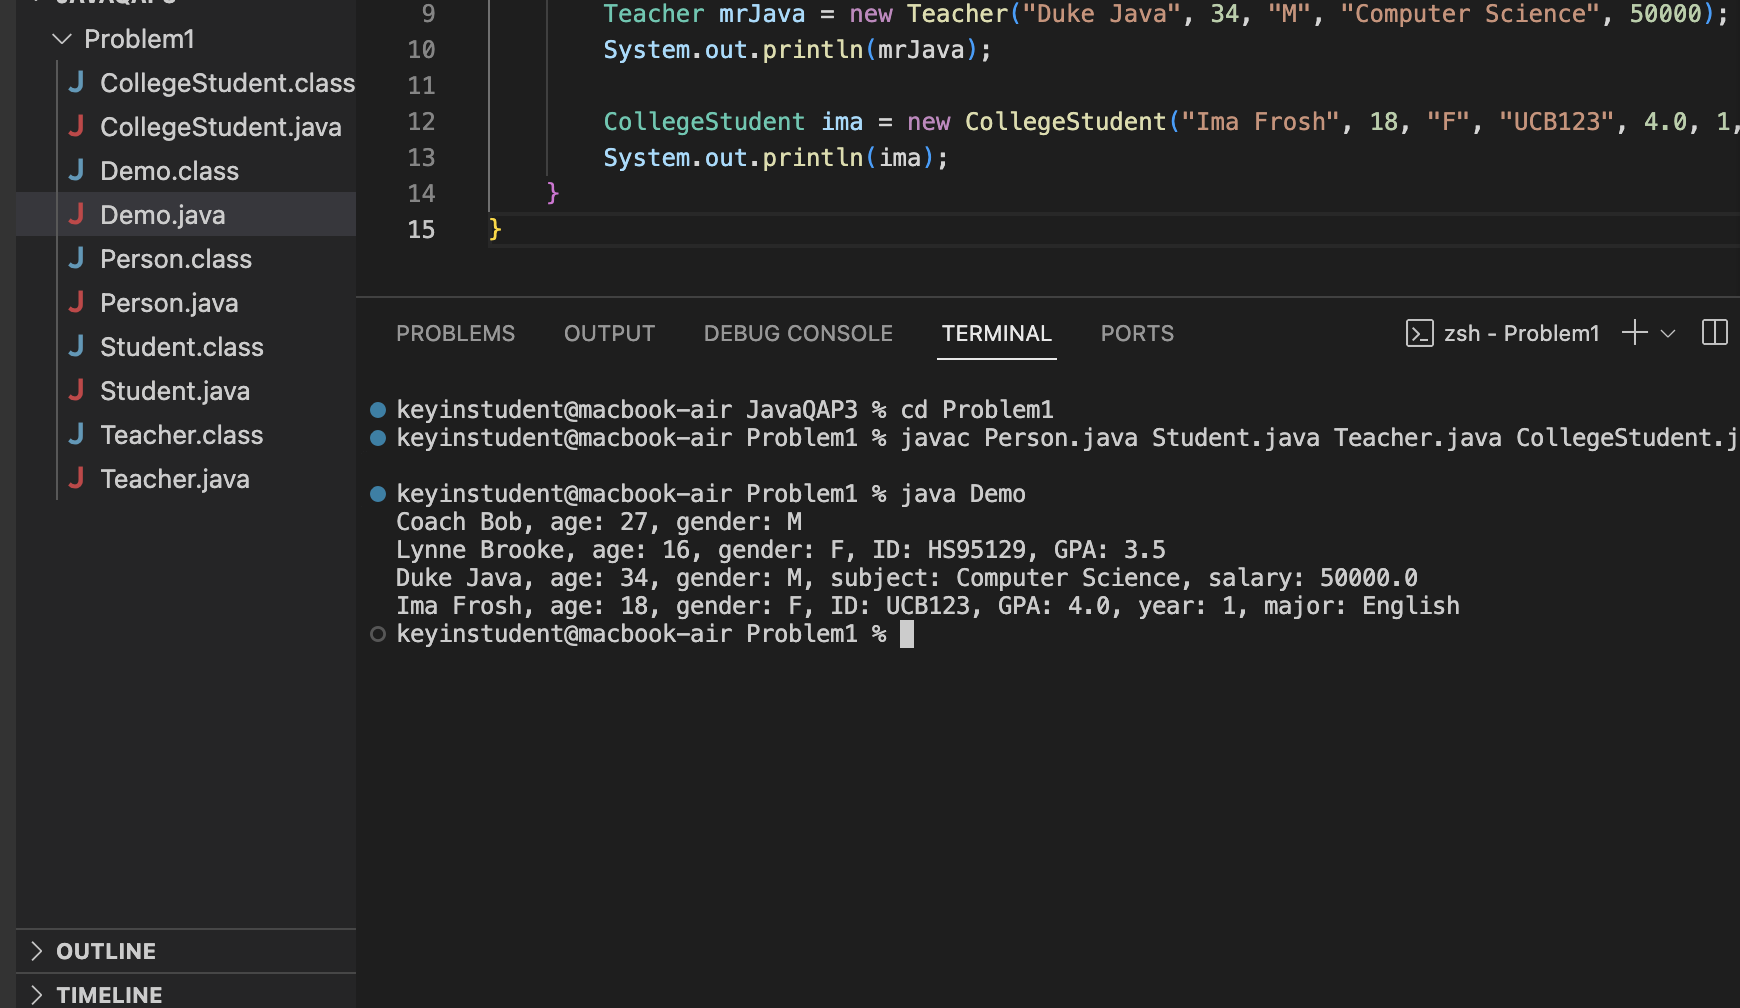 Problem1
CollegeStudent.class
CollegeStudent.java
Demo.class
Demo.java
Person.class
Person.java
Student.class
Student.java
Teacher.class
Teacher.java
OUTLINE
TIMELINE
9 Teacher mrJava = new Teacher("Duke Java", 34, "M", "Computer Science", 50000);
10 System.out.println(mrJava);
11
12 CollegeStudent ima = new CollegeStudent("Ima Frosh", 18, "F", "UCB123", 4.0, 1,
13 System.out.println(ima);
14 }
15 }
PROBLEMS OUTPUT DEBUG CONSOLE TERMINAL PORTS zsh - Problem1
keyinstudent@macbook-air JavaQAP3 % cd Problem1
keyinstudent@macbook-air Problem1 % javac Person.java Student.java Teacher.java CollegeStudent.j
keyinstudent@macbook-air Problem1 % java Demo
Coach Bob, age: 27, gender: M
Lynne Brooke, age: 16, gender: F, ID: HS95129, GPA: 3.5
Duke Java, age: 34, gender: M, subject: Computer Science, salary: 50000.0
Ima Frosh, age: 18, gender: F, ID: UCB123, GPA: 4.0, year: 1, major: English
keyinstudent@macbook-air Problem1 %